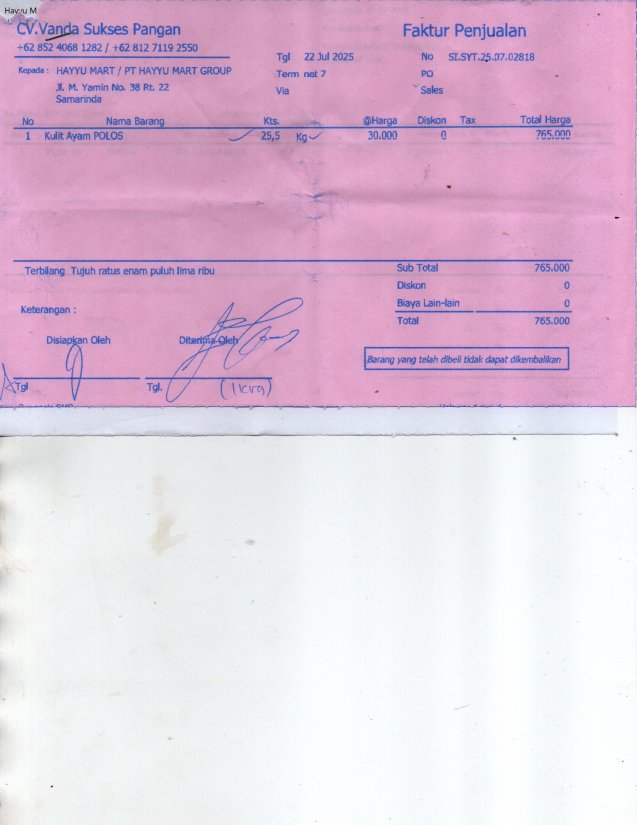 Hayyu M
CV.Vanda Sukses Pangan
Faktur Penjualan
+62 852 4068 1282 / +62 812 7119 2550
Tgl 22 Jul 2025 No SI.SYT.25.07.02818
Kepada : HAYYU MART / PT HAYYU MART GROUP
Term net 7 PO
Jl. M. Yamin No. 38 Rt. 22
Via Sales
Samarinda
No Nama Barang Kts. @Harga Diskon Tax Total Harga
1 Kulit Ayam POLOS 25,5 Kg 30.000 0 765.000
Terbilang Tujuh ratus enam puluh lima ribu
Sub Total 765.000
Diskon 0
Keterangan :
Biaya Lain-lain 0
Total 765.000
Disiapkan Oleh Diterima Oleh
Barang yang telah dibeli tidak dapat dikembalikan
Tgl Tgl.